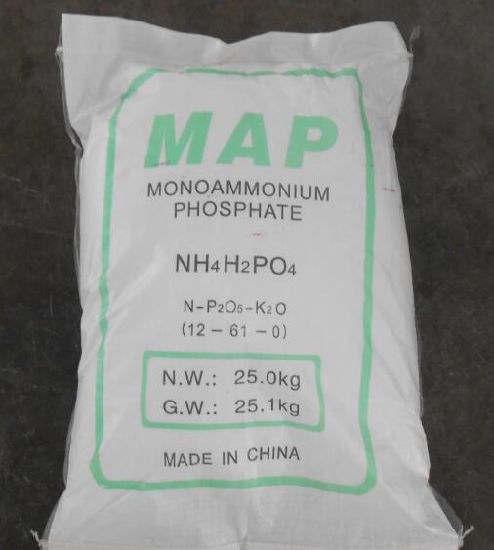 MAP
MONOAMMONIUM
PHOSPHATE
NH4H2PO4
N-P2O5-K2O
(12-61-0)
N.W.: 25.0kg
G.W.: 25.1kg
MADE IN CHINA